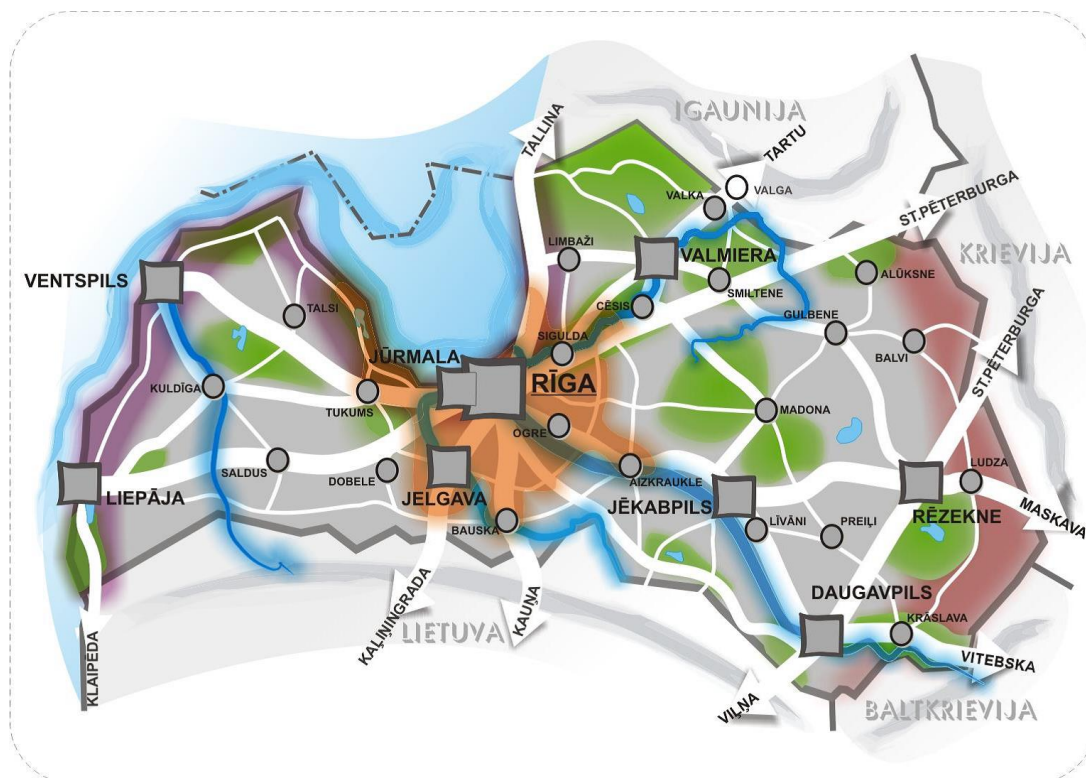 IGAUNIJA
TALLINA
TARTU
VALKA
VALGA
ST.PĒTERBURGA
KRIEVIJA
LIMBAŽI
VALMIERA
VENTSPILS
SMILTENE
ALŪKSNE
TALSI
CĒSIS
GULBENE
SIGULDA
BALVI
JŪRMALA
RĪGA
ST.PĒTERBURGA
KULDĪGA
TUKUMS
MADONA
OGRE
SALDUS
DOBELE
AIZKRAUKLE
LUDZA
LIEPĀJA
JELGAVA
JĒKABPILS
RĒZEKNE
MASKAVA
BAUSKA
LĪVĀNI
PREIĻI
DAUGAVPILS
KRĀSLAVA
KLAIPEDA
KAĻIŅINGRADA
LIETUVA
KAUŅA
VITEBSKA
VIĻŅA
BALTKRIEVIJA